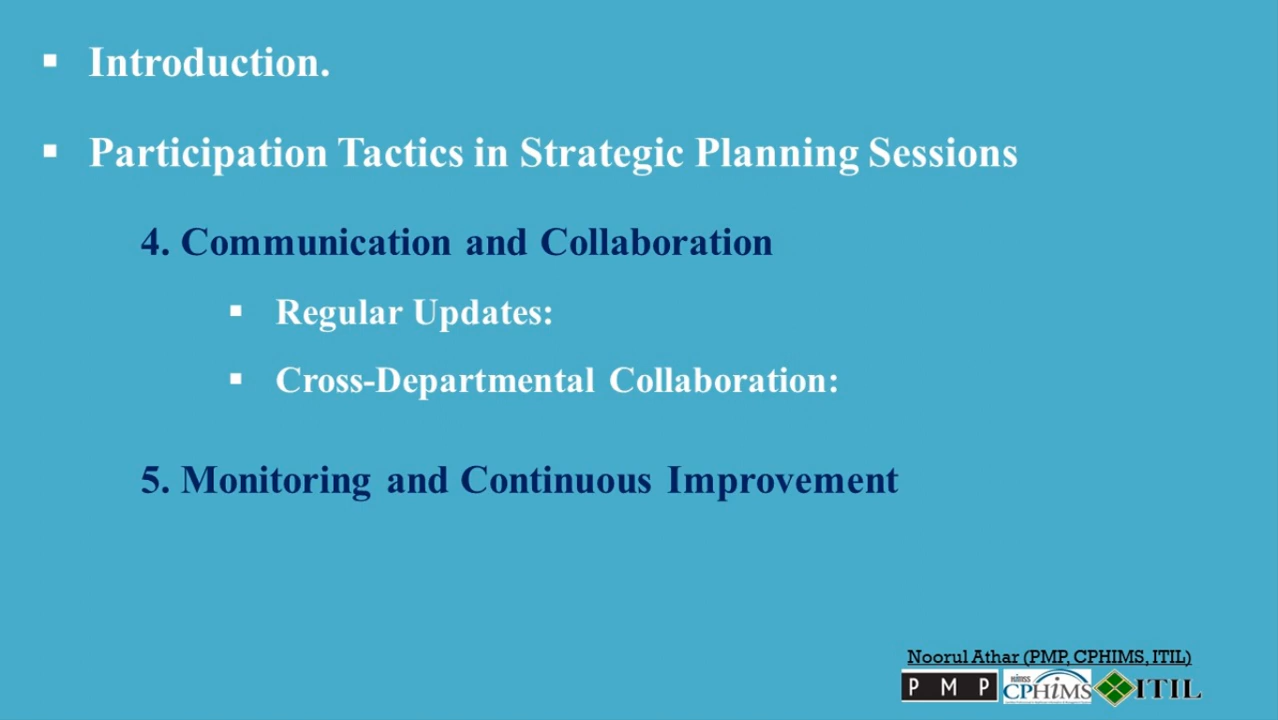 ▪ Introduction.
▪ Participation Tactics in Strategic Planning Sessions
4. Communication and Collaboration
▪ Regular Updates:
▪ Cross-Departmental Collaboration:
5. Monitoring and Continuous Improvement
Noorul Athar (PMP, CPHIMS, ITIL)
P M P
himss
CPHIMS
ITIL